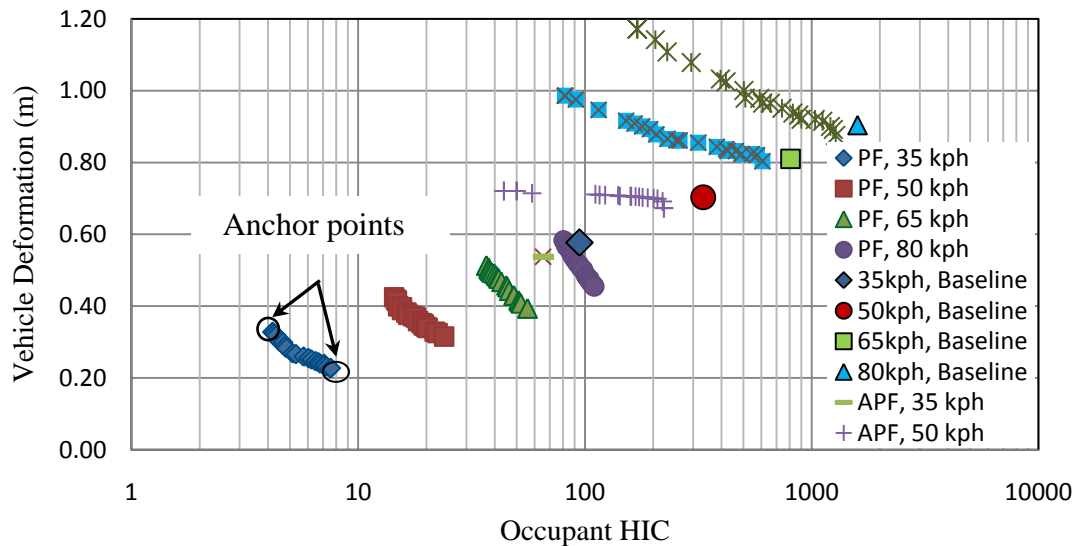 1.20
1.00
0.80
0.60
0.40
0.20
0.00
Vehicle Deformation (m)
Anchor points
PF, 35 kph
PF, 50 kph
PF, 65 kph
PF, 80 kph
35kph, Baseline
50kph, Baseline
65kph, Baseline
80kph, Baseline
APF, 35 kph
APF, 50 kph
1 10 100 1000 10000
Occupant HIC